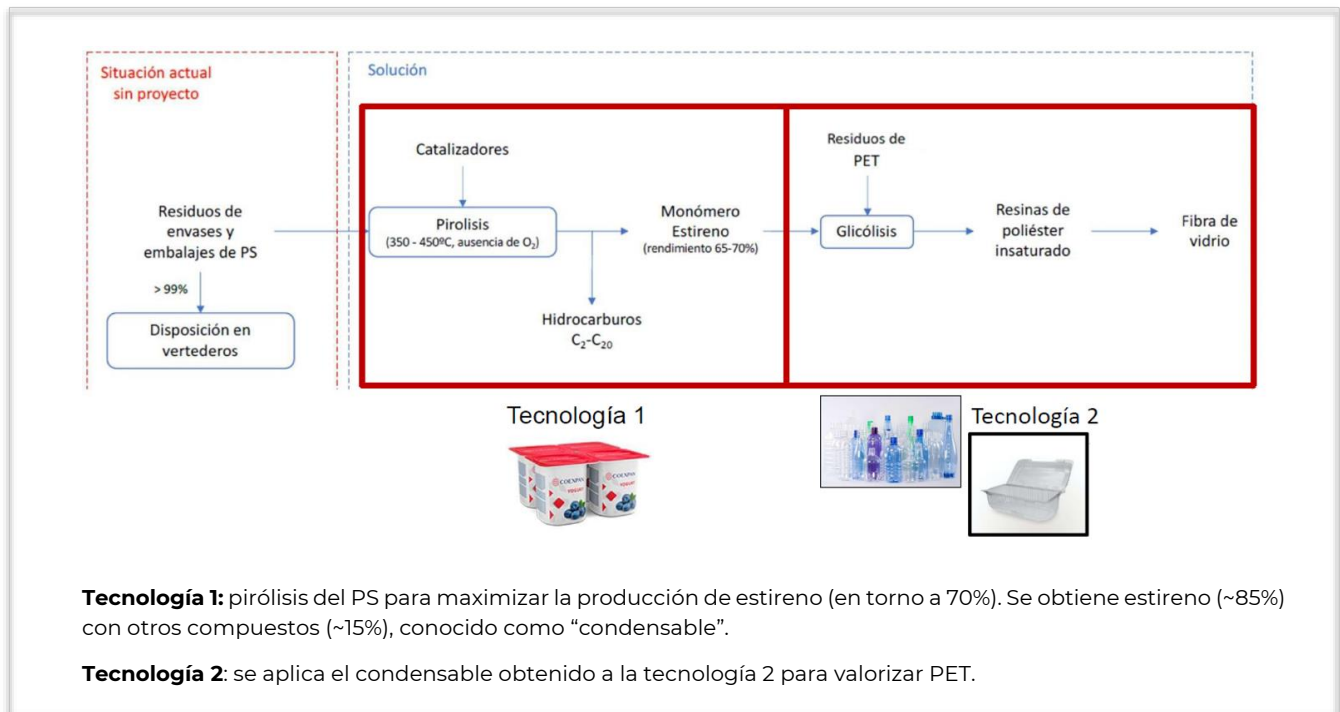 Situación actual
sin proyecto
Solución
Catalizadores
Residuos de
PET
Residuos de
envases y
embalajes de PS
Pirolisis
(350 - 450ºC, ausencia de O₂)
Monómero
Estireno
(rendimiento 65-70%)
Glicólisis
Resinas de
poliéster
insaturado
Fibra de
vidrio
> 99%
Disposición en
vertederos
Hidrocarburos
C₂-C₂₀
Tecnología 1
Tecnología 2
COEXPAN
YOGURT
COEXPAN
YOGURT
Tecnología 1: pirólisis del PS para maximizar la producción de estireno (en torno a 70%). Se obtiene estireno (~85%)
con otros compuestos (~15%), conocido como “condensable”.
Tecnología 2: se aplica el condensable obtenido a la tecnología 2 para valorizar PET.